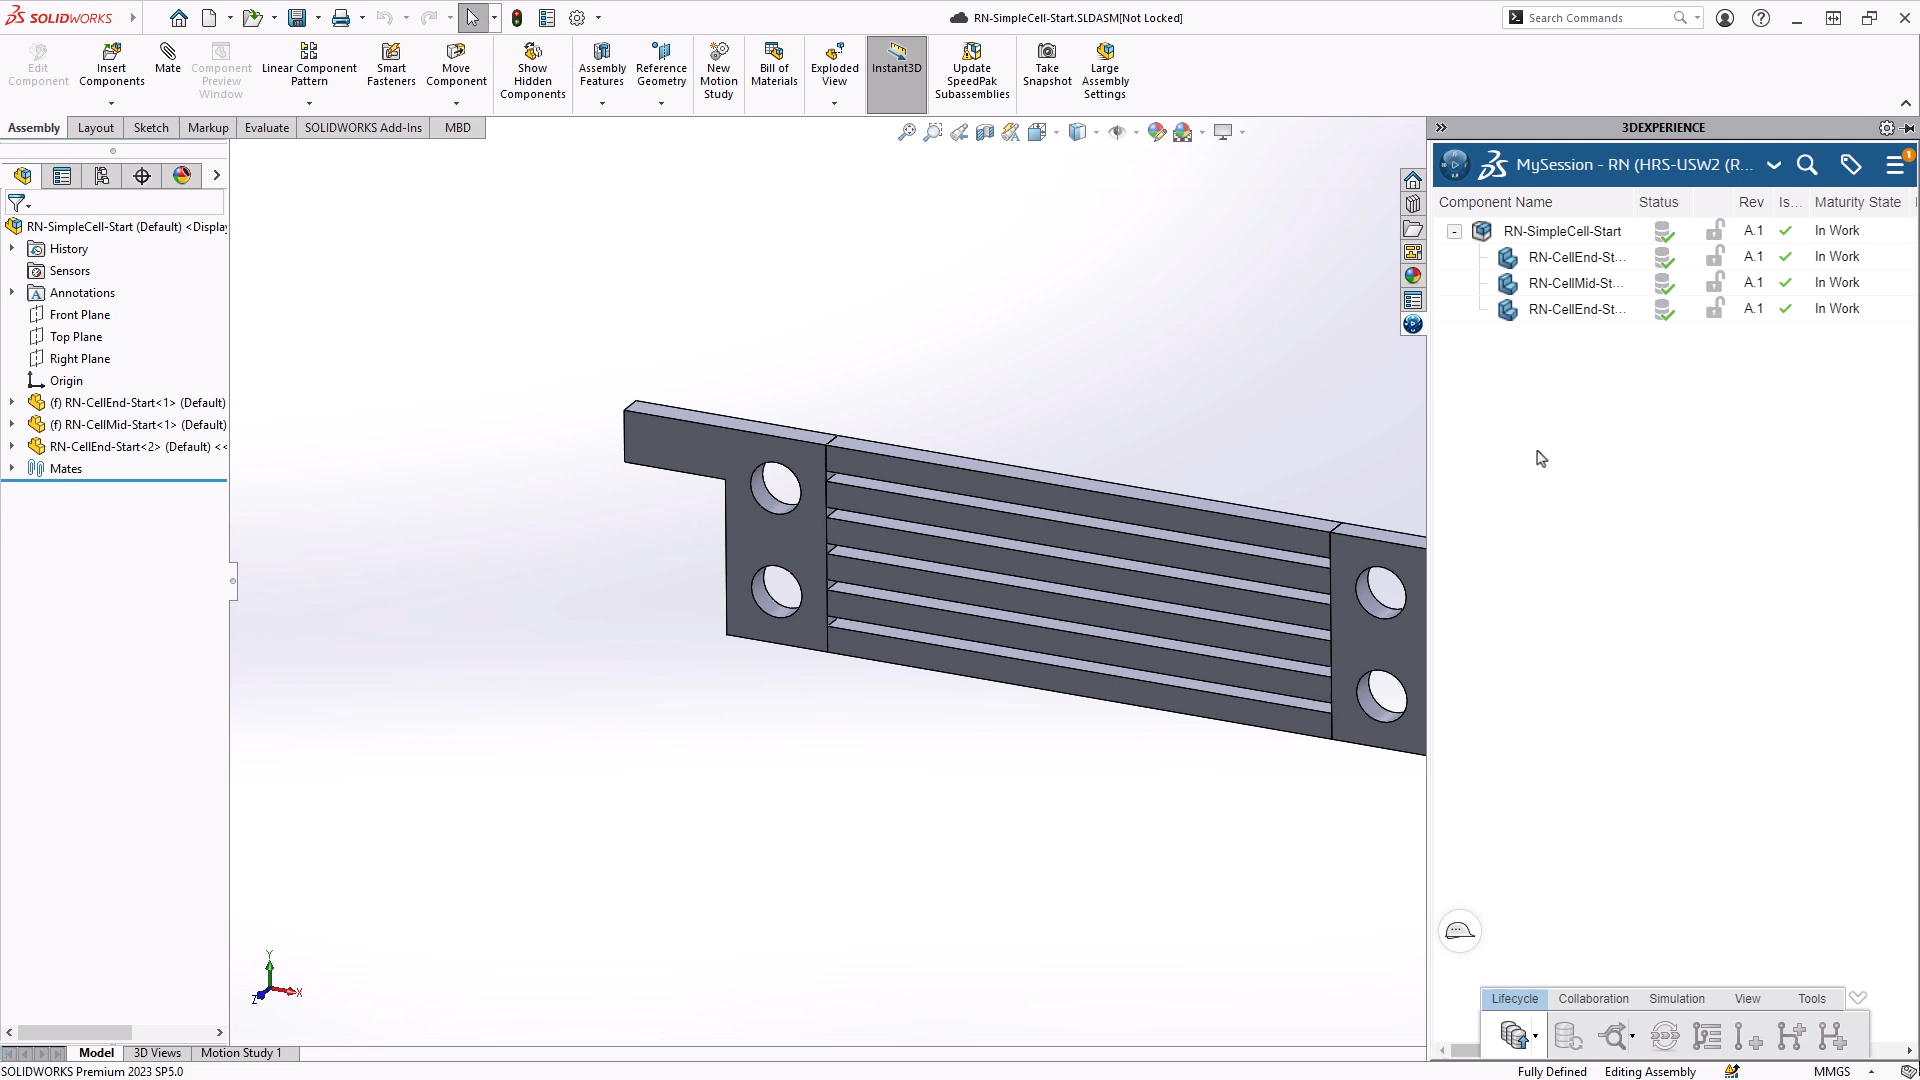 SOLIDWORKS
RN-SimpleCell-Start.SLDASM[Not Locked]
Search Commands
Edit Component
Insert Components
Mate
Component Preview Window
Linear Component Pattern
Smart Fasteners
Move Component
Show Hidden Components
Assembly Features
Reference Geometry
New Motion Study
Bill of Materials
Exploded View
Instant3D
Update SpeedPak Subassemblies
Take Snapshot
Large Assembly Settings
Assembly
Layout
Sketch
Markup
Evaluate
SOLIDWORKS Add-Ins
MBD
3DEXPERIENCE
MySession - RN (HRS-USW2 (R...
1
Component Name Status Rev Is... Maturity State
RN-SimpleCell-Start A.1 In Work
RN-CellEnd-St... A.1 In Work
RN-CellMid-St... A.1 In Work
RN-CellEnd-St... A.1 In Work
RN-SimpleCell-Start (Default) <Display
History
Sensors
Annotations
Front Plane
Top Plane
Right Plane
Origin
(f) RN-CellEnd-Start<1> (Default)
(f) RN-CellMid-Start<1> (Default)
RN-CellEnd-Start<2> (Default) <<
Mates
Y
X
Z
Lifecycle
Collaboration
Simulation
View
Tools
Model
3D Views
Motion Study 1
SOLIDWORKS Premium 2023 SP5.0
Fully Defined
Editing Assembly
MMGS